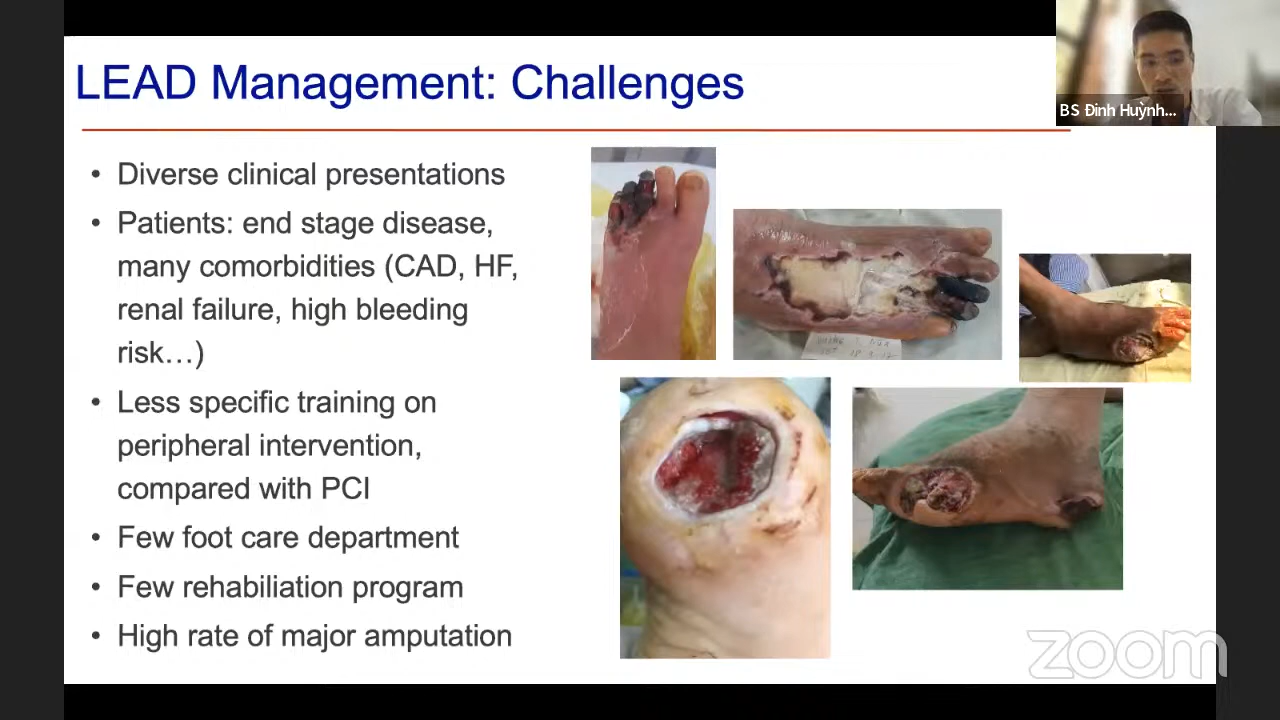 LEAD Management: Challenges
BS Đinh Huỳnh...
• Diverse clinical presentations
• Patients: end stage disease,
many comorbidities (CAD, HF,
renal failure, high bleeding
risk…)
• Less specific training on
peripheral intervention,
compared with PCI
• Few foot care department
• Few rehabiliation program
• High rate of major amputation
zoom